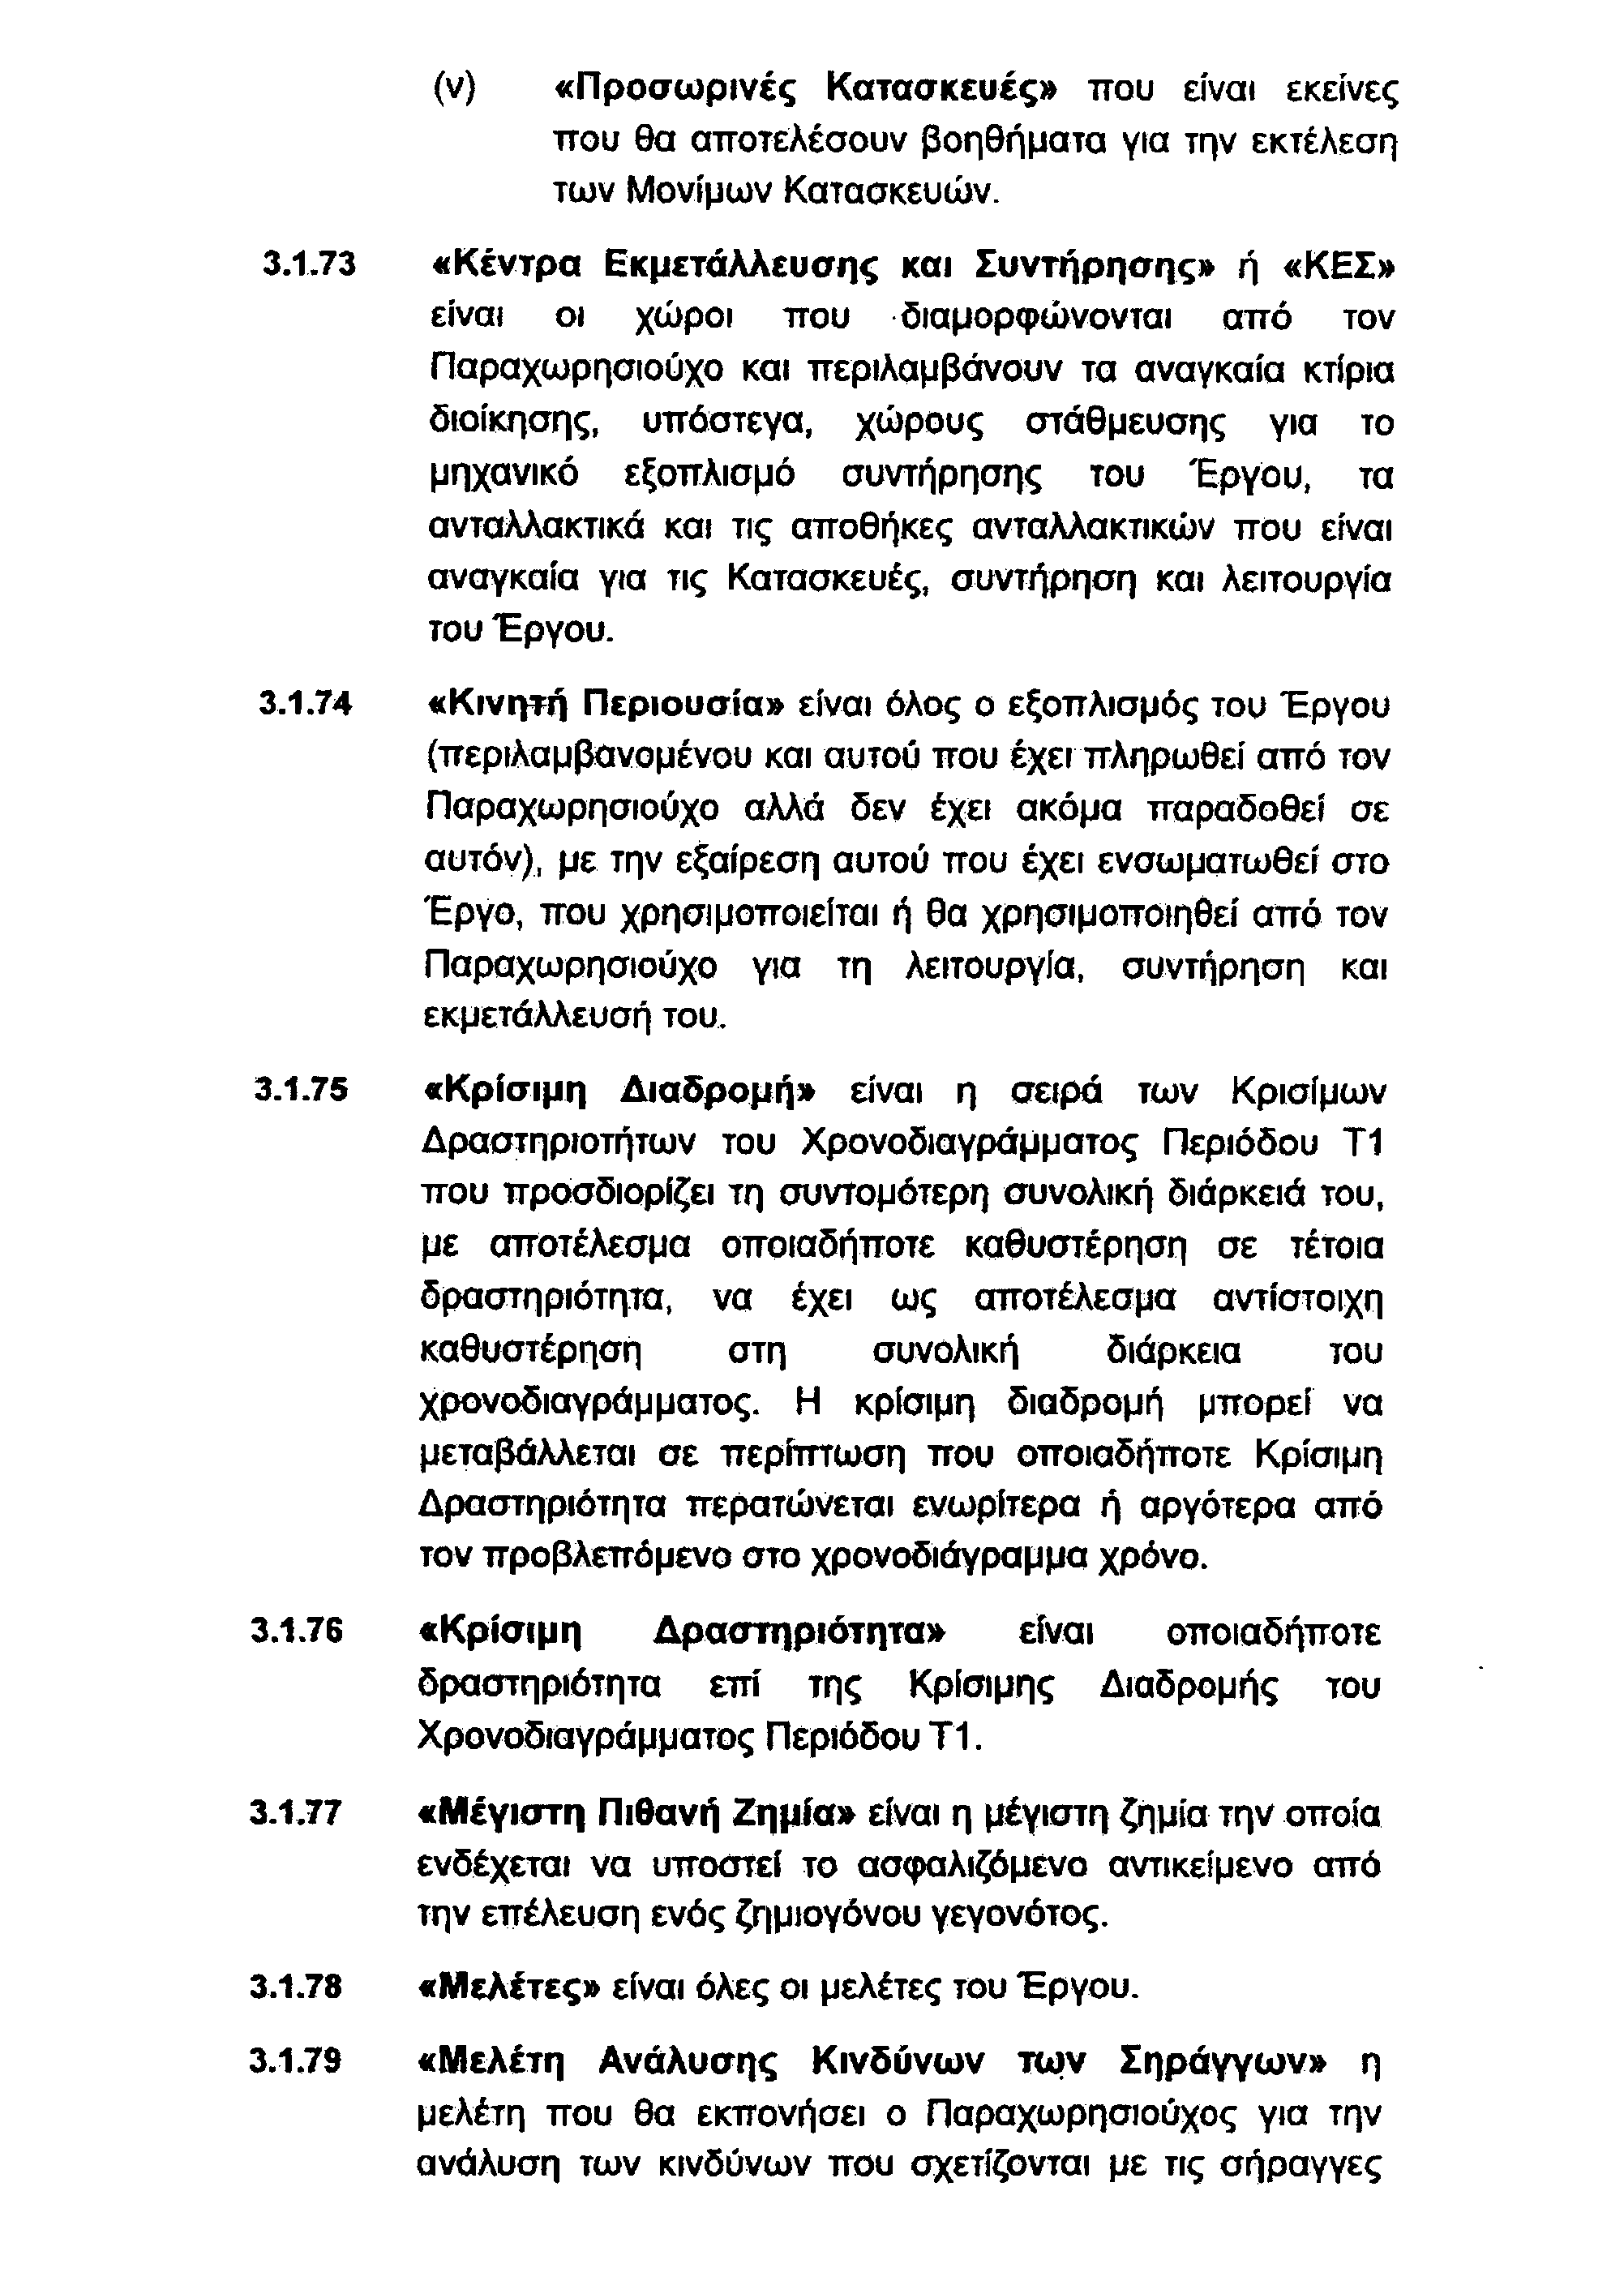 (v) «Προσωρινές Κατασκευές» που είναι εκείνες
που θα αποτελέσουν βοηθήματα για την εκτέλεση
των Μονίμων Κατασκευών.
3.1.73 «Κέντρα Εκμετάλλευσης και Συντήρησης» ή «ΚΕΣ»
είναι οι χώροι που διαμορφώνονται από τον
Παραχωρησιούχο και περιλαμβάνουν τα αναγκαία κτίρια
διοίκησης, υπόστεγα, χώρους στάθμευσης για το
μηχανικό εξοπλισμό συντήρησης του Έργου, τα
ανταλλακτικά και τις αποθήκες ανταλλακτικών που είναι
αναγκαία για τις Κατασκευές, συντήρηση και λειτουργία
του Έργου.
3.1.74 «Κινητή Περιουσία» είναι όλος ο εξοπλισμός του Έργου
(περιλαμβανομένου και αυτού που έχει πληρωθεί από τον
Παραχωρησιούχο αλλά δεν έχει ακόμα παραδοθεί σε
αυτόν), με την εξαίρεση αυτού που έχει ενσωματωθεί στο
Έργο, που χρησιμοποιείται ή θα χρησιμοποιηθεί από τον
Παραχωρησιούχο για τη λειτουργία, συντήρηση και
εκμετάλλευσή του.
3.1.75 «Κρίσιμη Διαδρομή» είναι η σειρά των Κρισίμων
Δραστηριοτήτων του Χρονοδιαγράμματος Περιόδου Τ1
που προσδιορίζει τη συντομότερη συνολική διάρκειά του,
με αποτέλεσμα οποιαδήποτε καθυστέρηση σε τέτοια
δραστηριότητα, να έχει ως αποτέλεσμα αντίστοιχη
καθυστέρηση στη συνολική διάρκεια του
χρονοδιαγράμματος. Η κρίσιμη διαδρομή μπορεί να
μεταβάλλεται σε περίπτωση που οποιαδήποτε Κρίσιμη
Δραστηριότητα περατώνεται ενωρίτερα ή αργότερα από
τον προβλεπόμενο στο χρονοδιάγραμμα χρόνο.
3.1.76 «Κρίσιμη Δραστηριότητα» είναι οποιαδήποτε
δραστηριότητα επί της Κρίσιμης Διαδρομής του
Χρονοδιαγράμματος Περιόδου Τ1.
3.1.77 «Μέγιστη Πιθανή Ζημία» είναι η μέγιστη ζημία την οποία
ενδέχεται να υποστεί το ασφαλιζόμενο αντικείμενο από
την επέλευση ενός ζημιογόνου γεγονότος.
3.1.78 «Μελέτες» είναι όλες οι μελέτες του Έργου.
3.1.79 «Μελέτη Ανάλυσης Κινδύνων των Σηράγγων» η
μελέτη που θα εκπονήσει ο Παραχωρησιούχος για την
ανάλυση των κινδύνων που σχετίζονται με τις σήραγγες